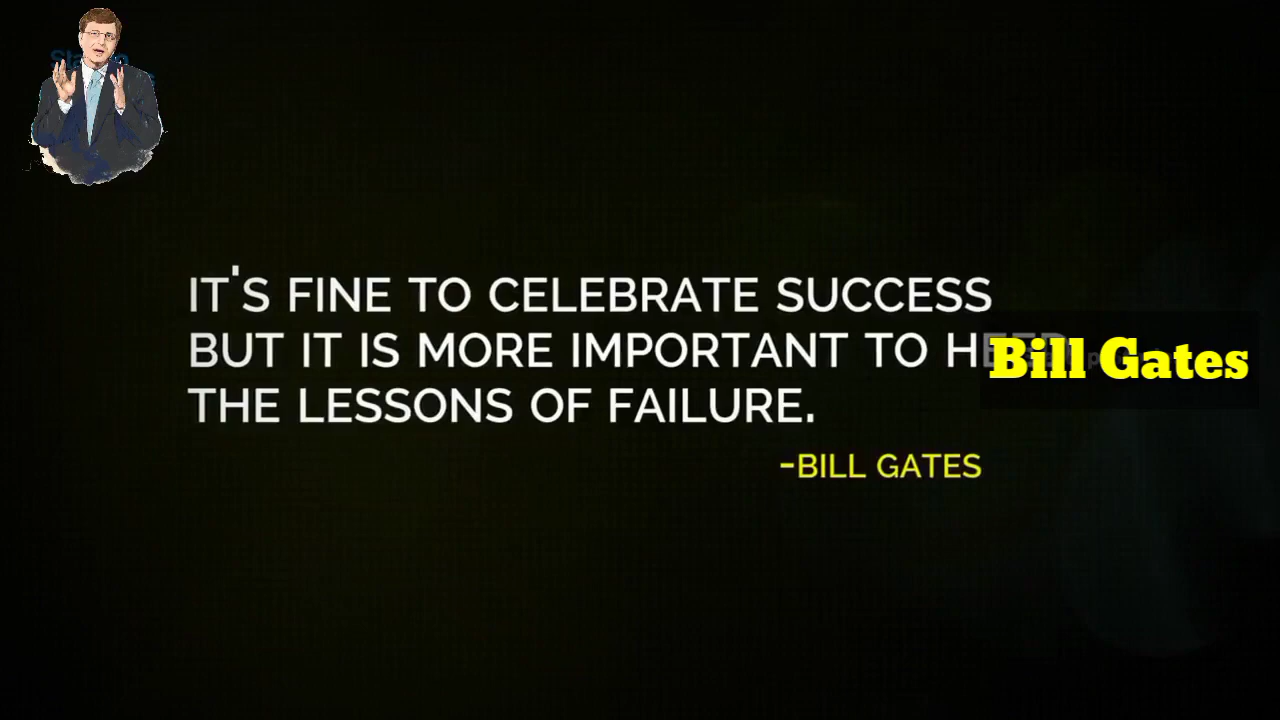 IT'S FINE TO CELEBRATE SUCCESS
BUT IT IS MORE IMPORTANT TO HEED
THE LESSONS OF FAILURE.
-BILL GATES
Bill Gates